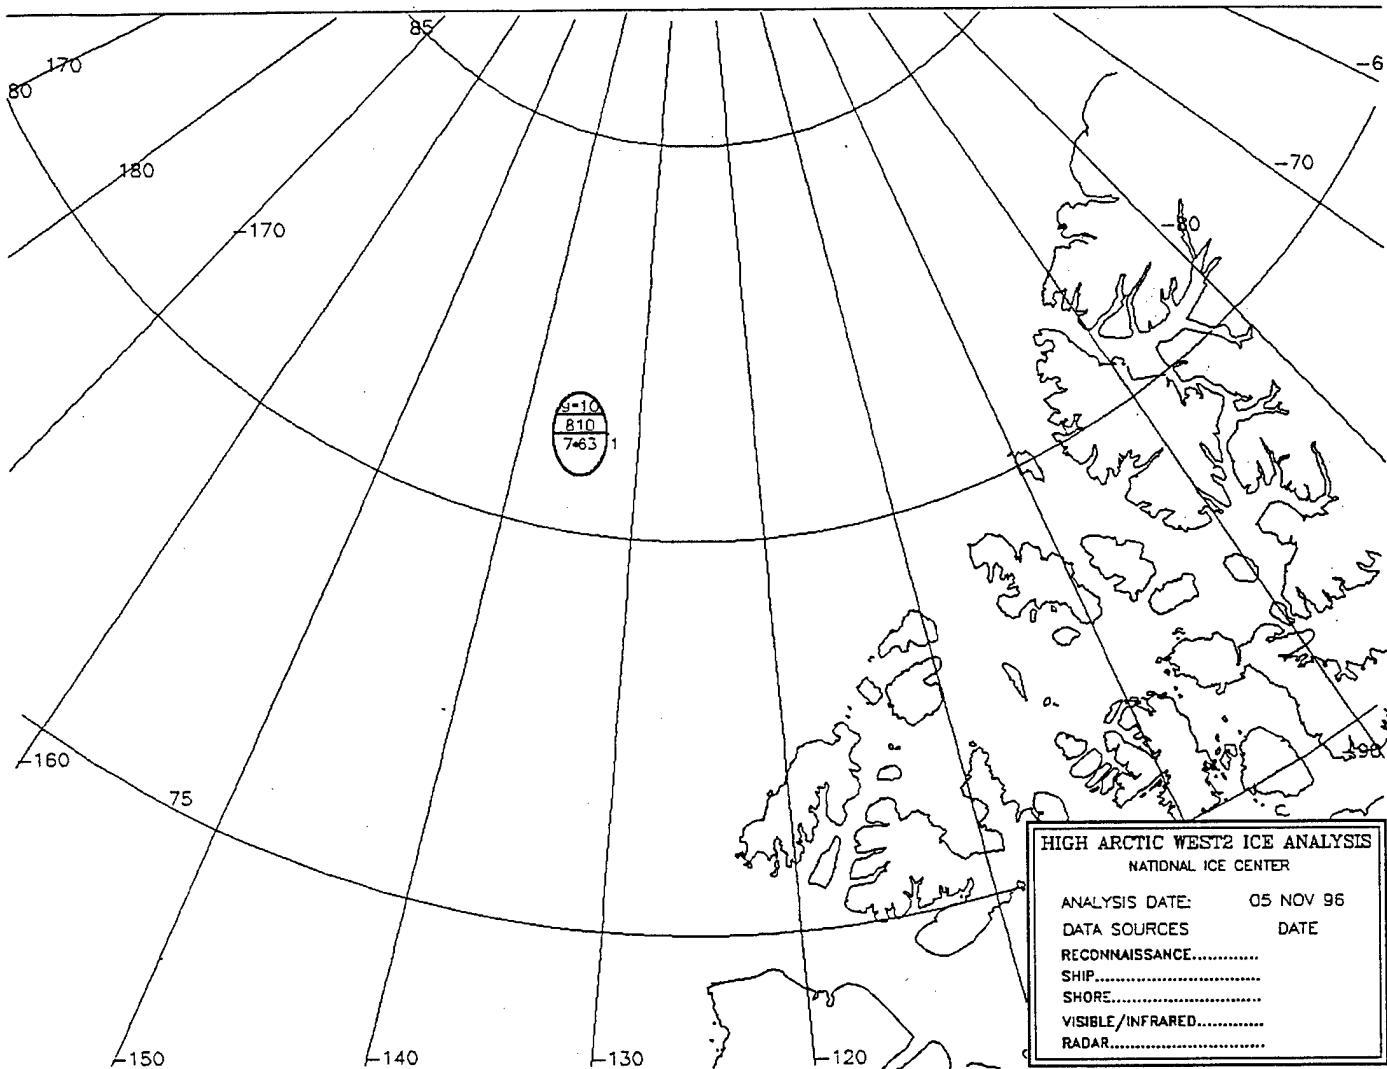 85
170
-6
80
180
-70
-80
-170
9-10
810
7•63 1
-160
-90
75
HIGH ARCTIC WEST2 ICE ANALYSIS
NATIONAL ICE CENTER
ANALYSIS DATE: 05 NOV 96
DATA SOURCES DATE
RECONNAISSANCE.............
SHIP................................
SHORE.............................
VISIBLE/INFRARED.............
RADAR..............................
-150
-140
-130
-120